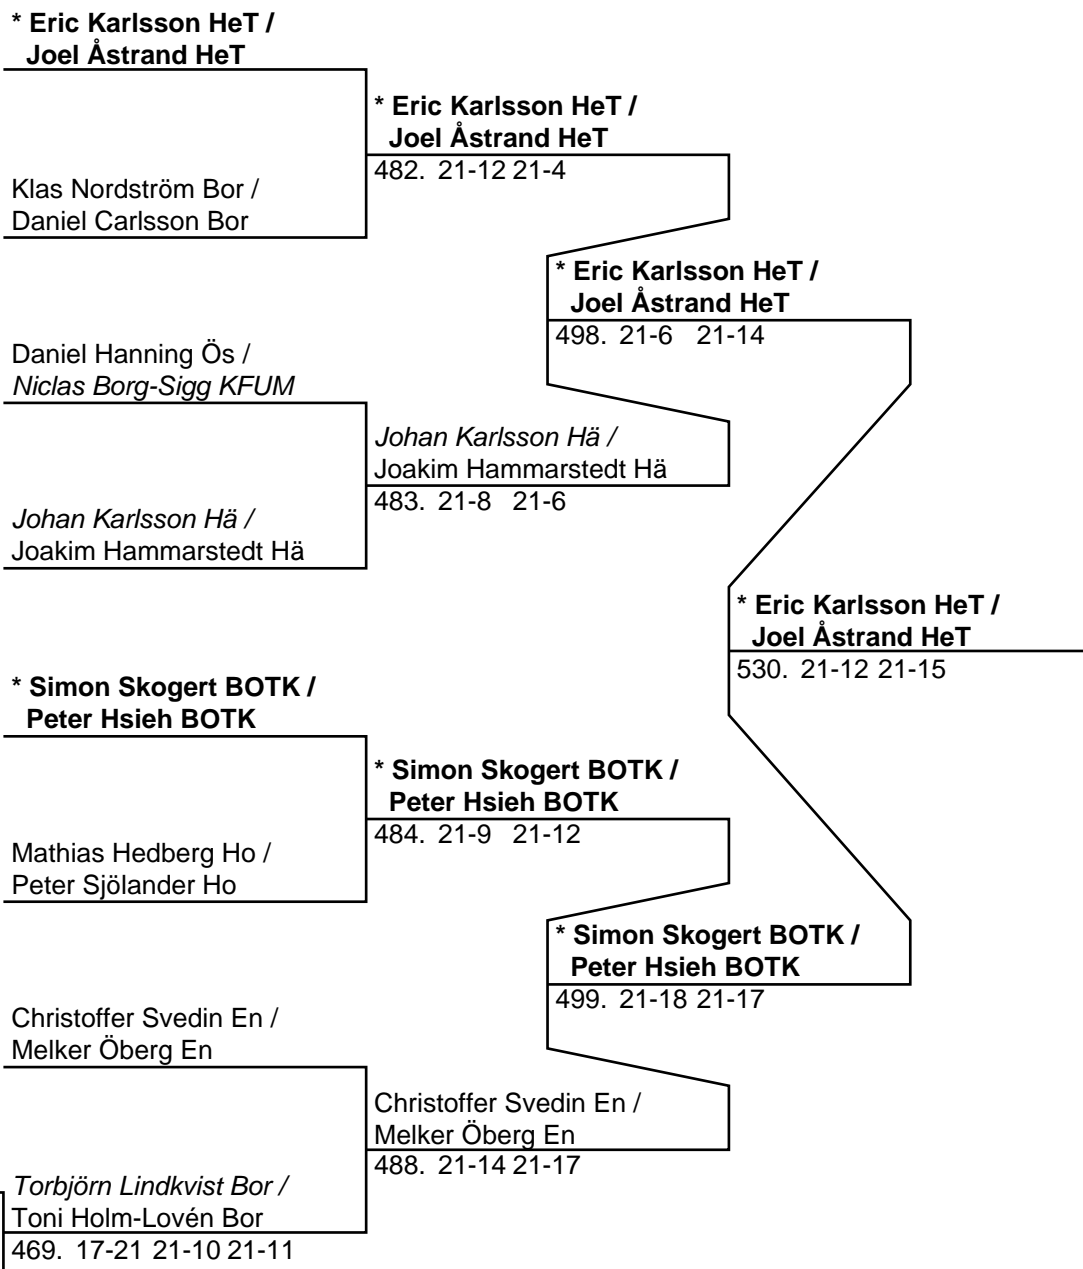 * Eric Karlsson HeT /
Joel Åstrand HeT
* Eric Karlsson HeT /
Joel Åstrand HeT
482. 21-12 21-4
Klas Nordström Bor /
Daniel Carlsson Bor
* Eric Karlsson HeT /
Joel Åstrand HeT
498. 21-6 21-14
Daniel Hanning Ös /
Niclas Borg-Sigg KFUM
Johan Karlsson Hä /
Joakim Hammarstedt Hä
483. 21-8 21-6
Johan Karlsson Hä /
Joakim Hammarstedt Hä
* Eric Karlsson HeT /
Joel Åstrand HeT
530. 21-12 21-15
* Simon Skogert BOTK /
Peter Hsieh BOTK
* Simon Skogert BOTK /
Peter Hsieh BOTK
484. 21-9 21-12
Mathias Hedberg Ho /
Peter Sjölander Ho
* Simon Skogert BOTK /
Peter Hsieh BOTK
499. 21-18 21-17
Christoffer Svedin En /
Melker Öberg En
Christoffer Svedin En /
Melker Öberg En
488. 21-14 21-17
Torbjörn Lindkvist Bor /
Toni Holm-Lovén Bor
469. 17-21 21-10 21-11